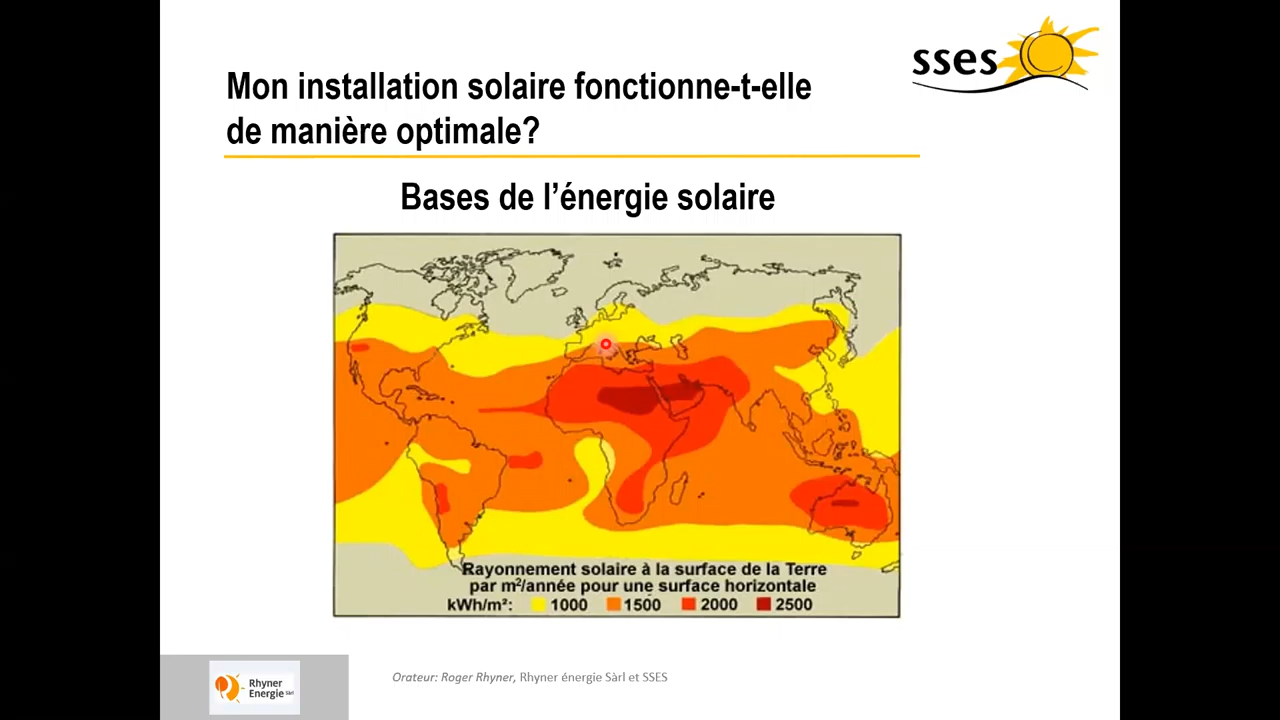 sses
Mon installation solaire fonctionne-t-elle
de manière optimale?
Bases de l’énergie solaire
Rayonnement solaire à la surface de la Terre
par m²/année pour une surface horizontale
kWh/m²: 1000 1500 2000 2500
Rhyner
Energie Sàrl
Orateur: Roger Rhyner, Rhyner énergie Sàrl et SSES